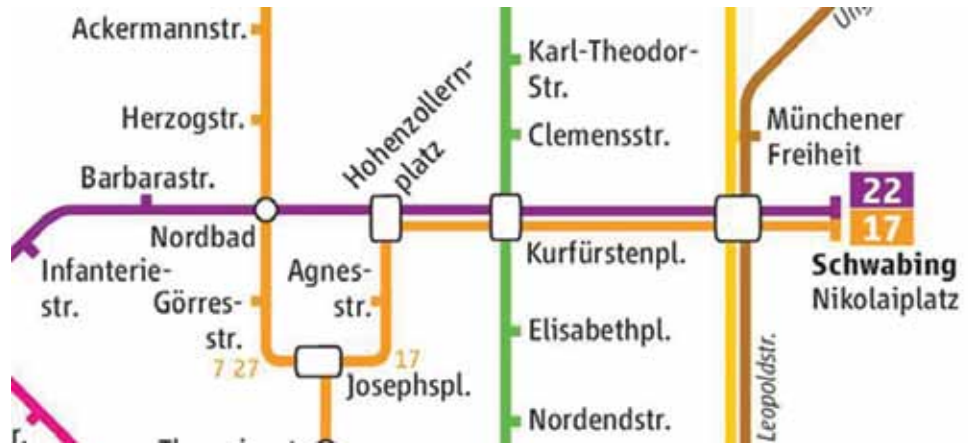 Ackermannstr.
Herzogstr.
Barbarastr.
Nordbad
Infanterie-
str.
Görres-
str.
7 27
Agnes-
str.
17
Josephspl.
Hohenzollern-
platz
Karl-Theodor-
Str.
Clemensstr.
Kurfürstenpl.
Elisabethpl.
Nordendstr.
Münchener
Freiheit
22
17
Schwabing
Nikolaiplatz
Leopoldstr.